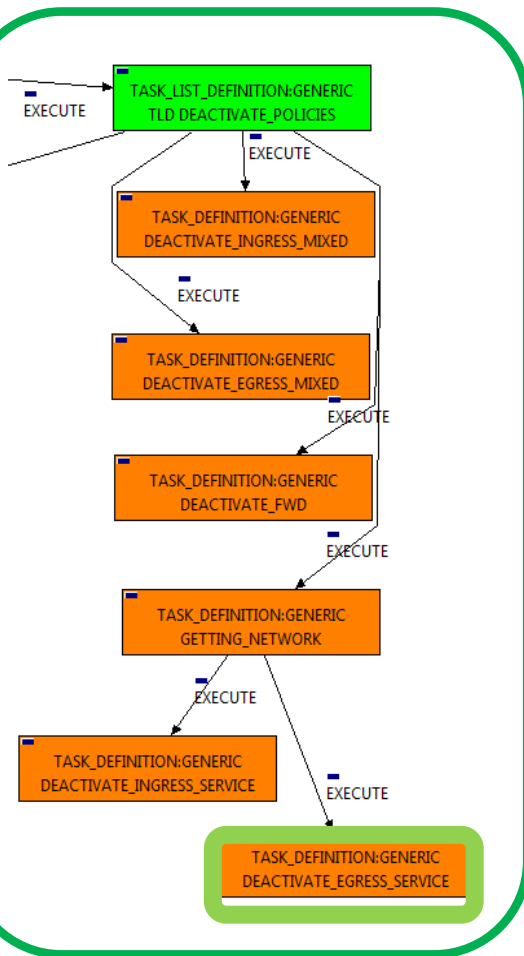 TASK_LIST_DEFINITION:GENERIC
TLD DEACTIVATE_POLICIES
EXECUTE
EXECUTE
TASK_DEFINITION:GENERIC
DEACTIVATE_INGRESS_MIXED
EXECUTE
TASK_DEFINITION:GENERIC
DEACTIVATE_EGRESS_MIXED
EXECUTE
TASK_DEFINITION:GENERIC
DEACTIVATE_FWD
EXECUTE
TASK_DEFINITION:GENERIC
GETTING_NETWORK
EXECUTE
TASK_DEFINITION:GENERIC
DEACTIVATE_INGRESS_SERVICE
EXECUTE
TASK_DEFINITION:GENERIC
DEACTIVATE_EGRESS_SERVICE